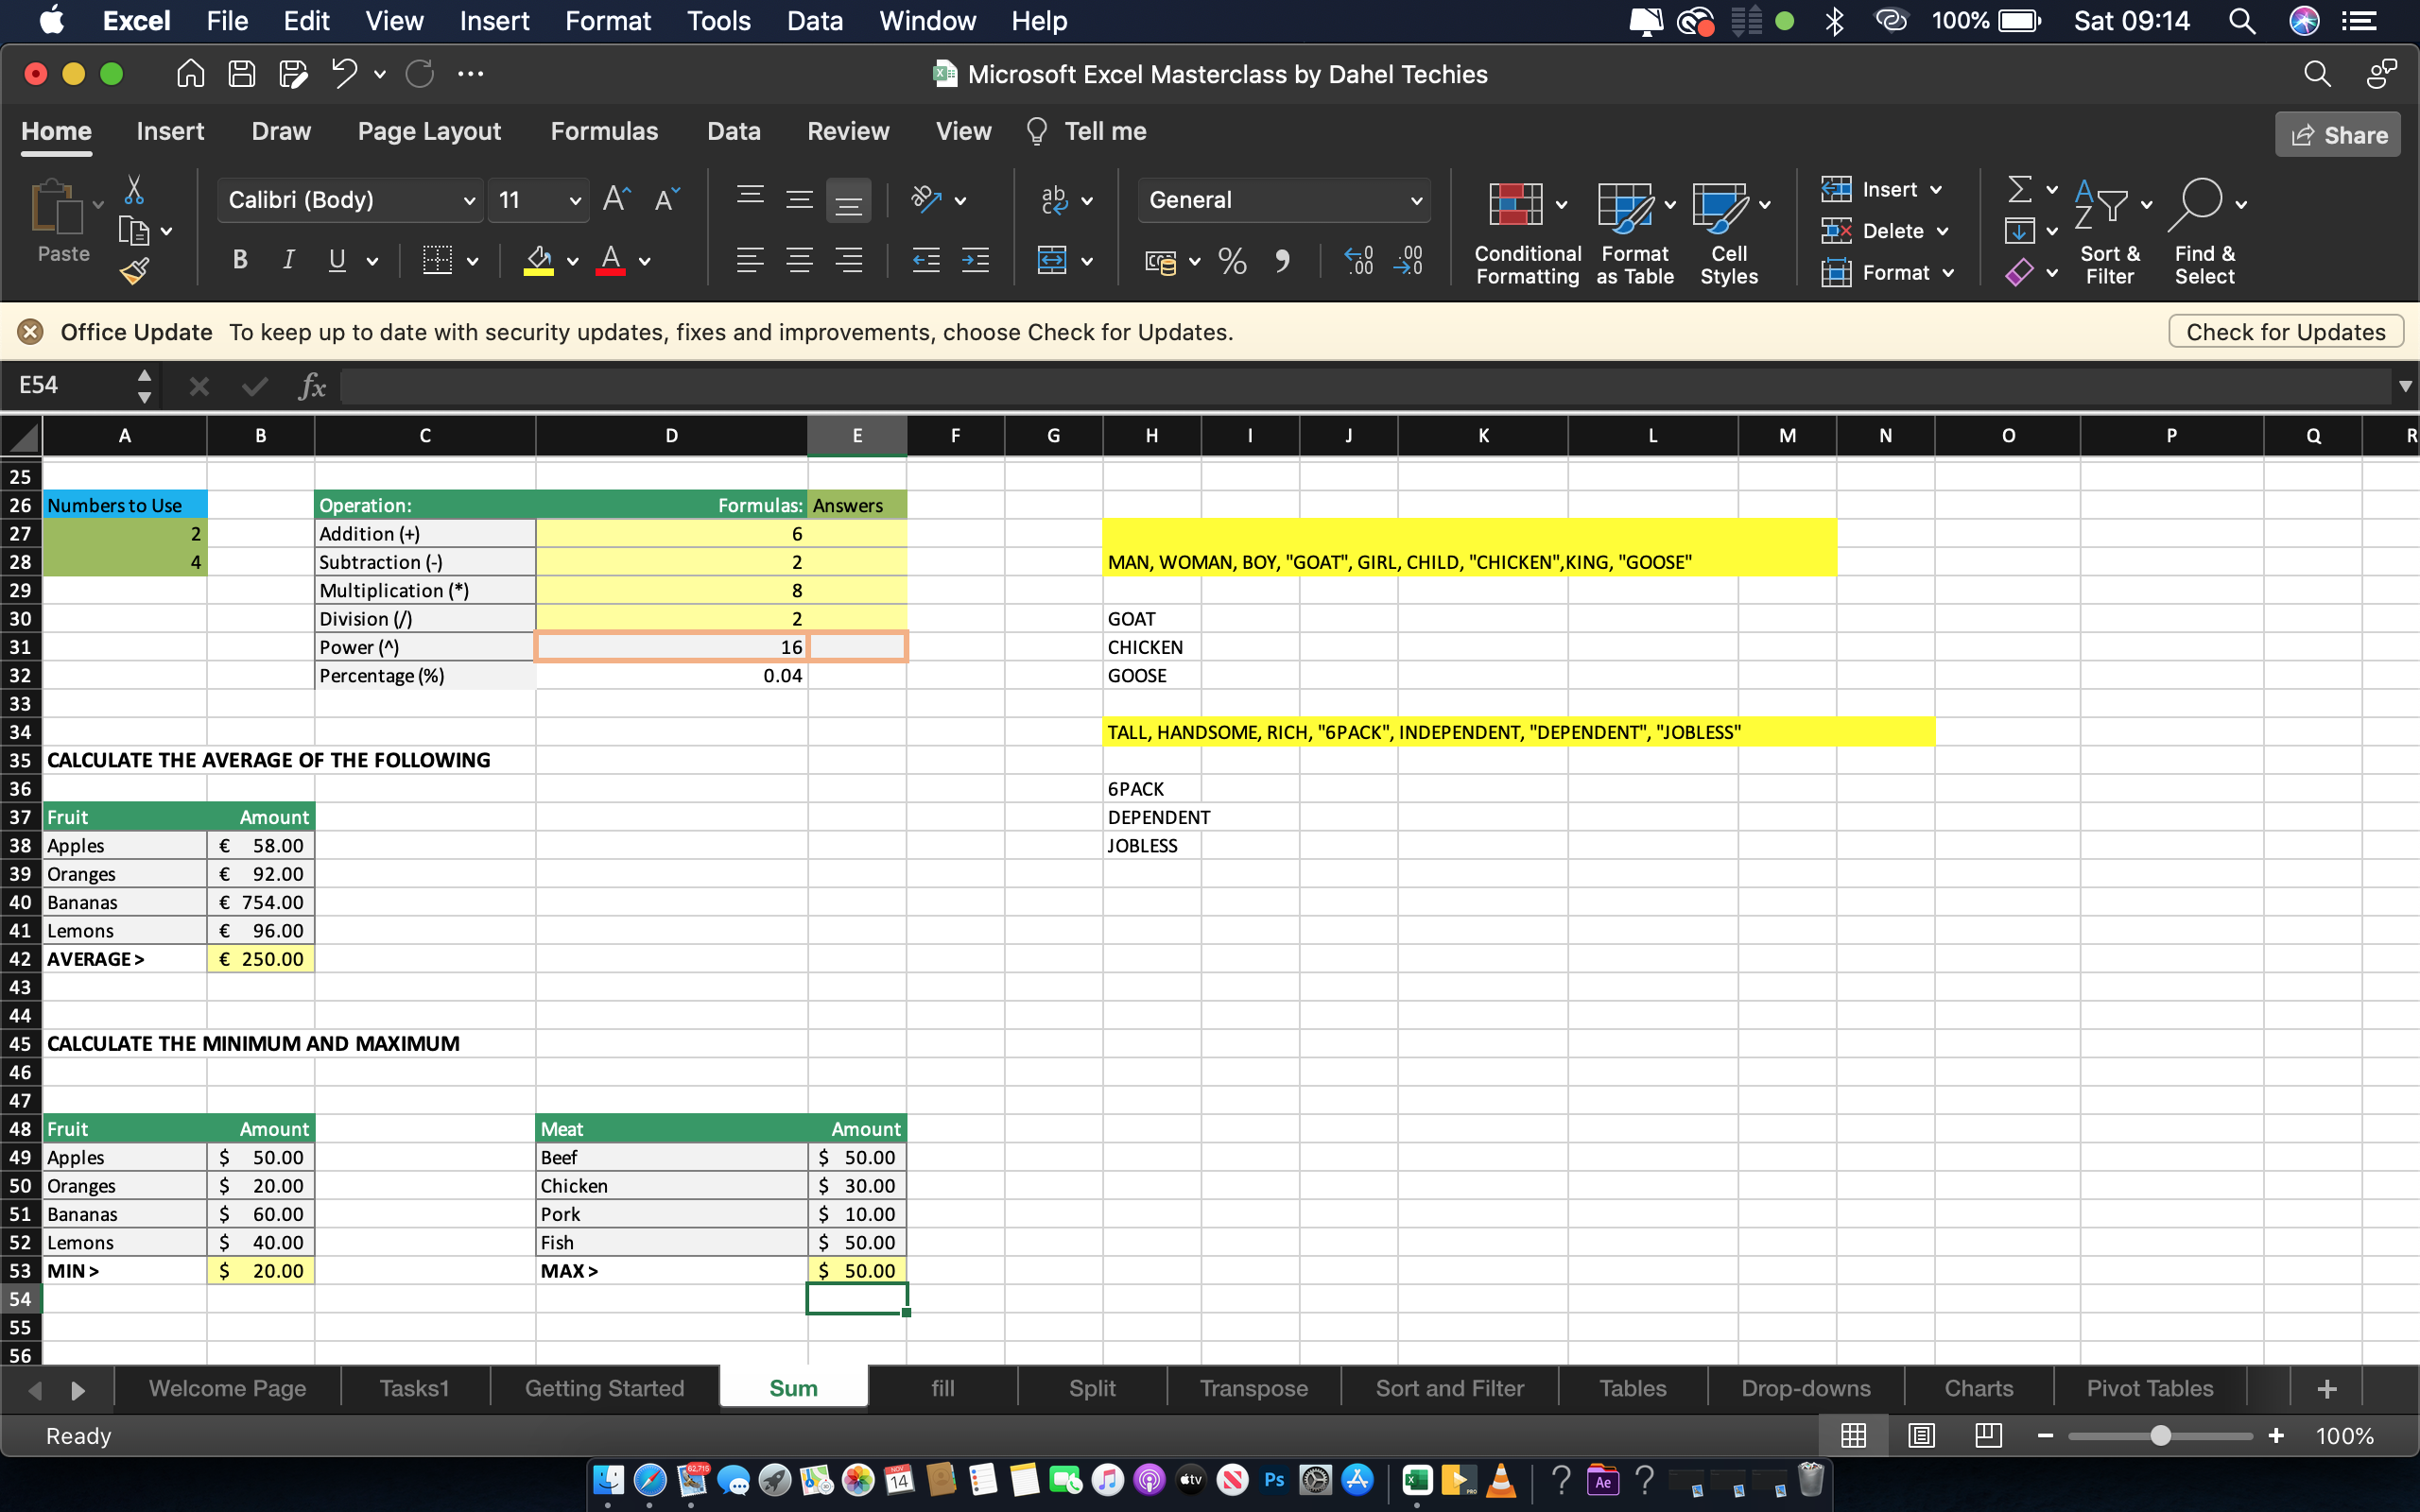 Excel File Edit View Insert Format Tools Data Window Help 100% Sat 09:14
Microsoft Excel Masterclass by Dahel Techies
Home Insert Draw Page Layout Formulas Data Review View Tell me Share
Paste
Calibri (Body) 11
B I U A
ab
c
General
% .00 .00
Conditional Formatting
Format as Table
Cell Styles
Insert
Delete
Format
Sort & Filter
Find & Select
Office Update To keep up to date with security updates, fixes and improvements, choose Check for Updates. Check for Updates
E54 fx
A B C D E F G H I J K L M N O P Q R
25
26 Numbers to Use Operation: Formulas: Answers
27 2 Addition (+) 6
28 4 Subtraction (-) 2 MAN, WOMAN, BOY, "GOAT", GIRL, CHILD, "CHICKEN",KING, "GOOSE"
29 Multiplication (*) 8
30 Division (/) 2 GOAT
31 Power (^) 16 CHICKEN
32 Percentage (%) 0.04 GOOSE
33
34 TALL, HANDSOME, RICH, "6PACK", INDEPENDENT, "DEPENDENT", "JOBLESS"
35 CALCULATE THE AVERAGE OF THE FOLLOWING
36 6PACK
37 Fruit Amount DEPENDENT
38 Apples € 58.00 JOBLESS
39 Oranges € 92.00
40 Bananas € 754.00
41 Lemons € 96.00
42 AVERAGE > € 250.00
43
44
45 CALCULATE THE MINIMUM AND MAXIMUM
46
47
48 Fruit Amount Meat Amount
49 Apples $ 50.00 Beef $ 50.00
50 Oranges $ 20.00 Chicken $ 30.00
51 Bananas $ 60.00 Pork $ 10.00
52 Lemons $ 40.00 Fish $ 50.00
53 MIN > $ 20.00 MAX > $ 50.00
54
55
56
Welcome Page Tasks1 Getting Started Sum fill Split Transpose Sort and Filter Tables Drop-downs Charts Pivot Tables +
Ready 100%
62,715 NOV 14 tv Ps Ae